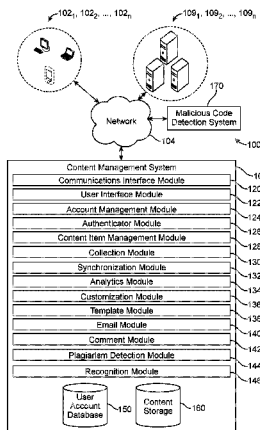 102₁, 102₂, ..., 102ₙ
109₁, 109₂, ..., 109ₙ
170
Network
Malicious Code
Detection System
100
104
Content Management System
Communications Interface Module
120
User Interface Module
122
Account Management Module
124
Authenticator Module
126
Content Item Management Module
128
Collection Module
130
Synchronization Module
132
Analytics Module
134
Customization Module
136
Template Module
138
Email Module
140
Comment Module
142
Plagiarism Detection Module
144
Recognition Module
146
User
Account
Database
150
Content
Storage
160